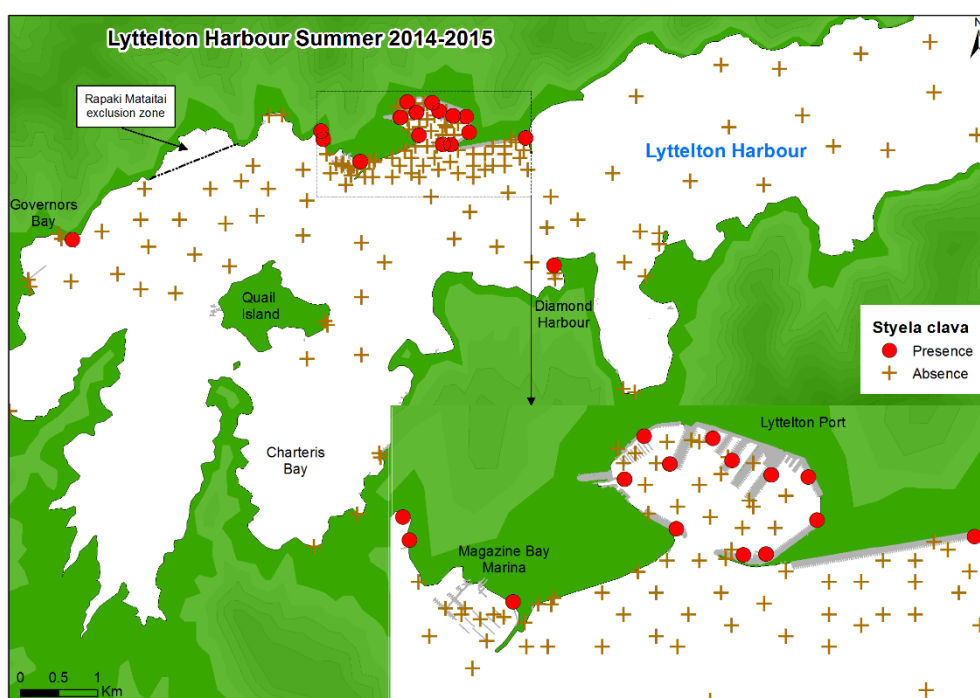 Lyttelton Harbour Summer 2014-2015
N
Rapaki Mataitai
exclusion zone
Lyttelton Harbour
Governors
Bay
Quail
Island
Diamond
Harbour
Styela clava
Presence
Absence
Charteris
Bay
Lyttelton Port
Magazine Bay
Marina
0 0.5 1
Km